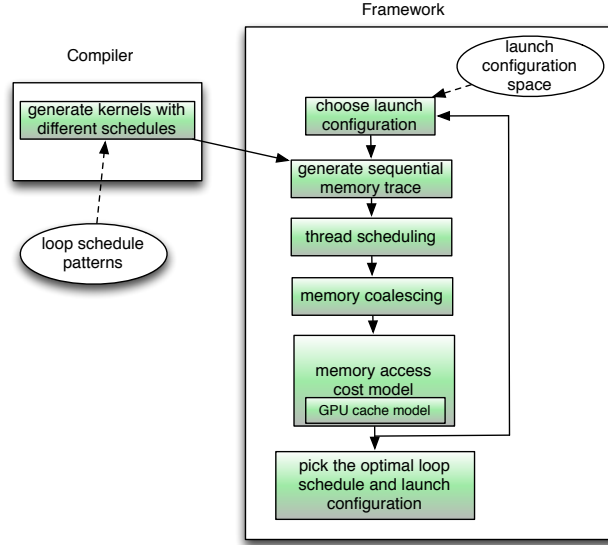 Framework
Compiler
launch
configuration
space
generate kernels with
different schedules
choose launch
configuration
generate sequential
memory trace
loop schedule
patterns
thread scheduling
memory coalescing
memory access
cost model
GPU cache model
pick the optimal loop
schedule and launch
configuration